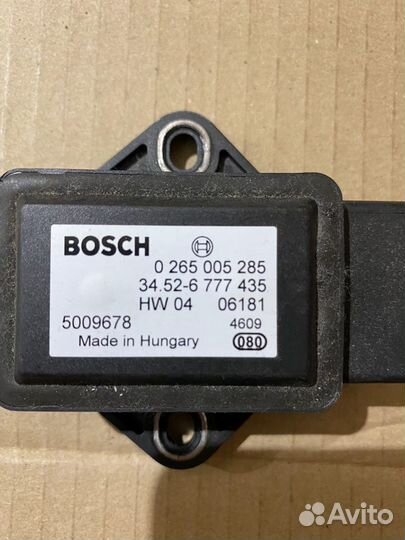 BOSCH
0 265 005 285
34.52-6 777 435
HW 04 06181
5009678 4609
Made in Hungary 080
Avito